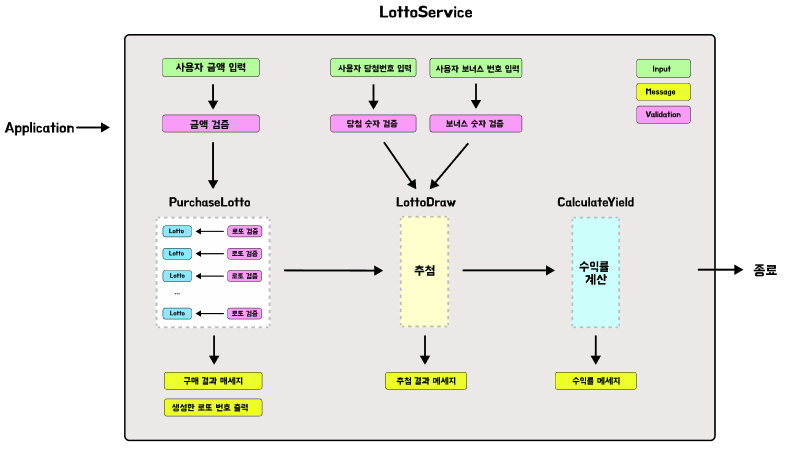 LottoService
사용자 금액 입력
사용자 당첨번호 입력
사용자 보너스 번호 입력
Input
Message
Validation
Application
금액 검증
당첨 숫자 검증
보너스 숫자 검증
PurchaseLotto
LottoDraw
CalculateYield
Lotto
로또 검증
Lotto
로또 검증
Lotto
로또 검증
...
Lotto
로또 검증
추첨
수익률
계산
종료
구매 결과 매세지
생성한 로또 번호 출력
추첨 결과 메세지
수익률 메세지